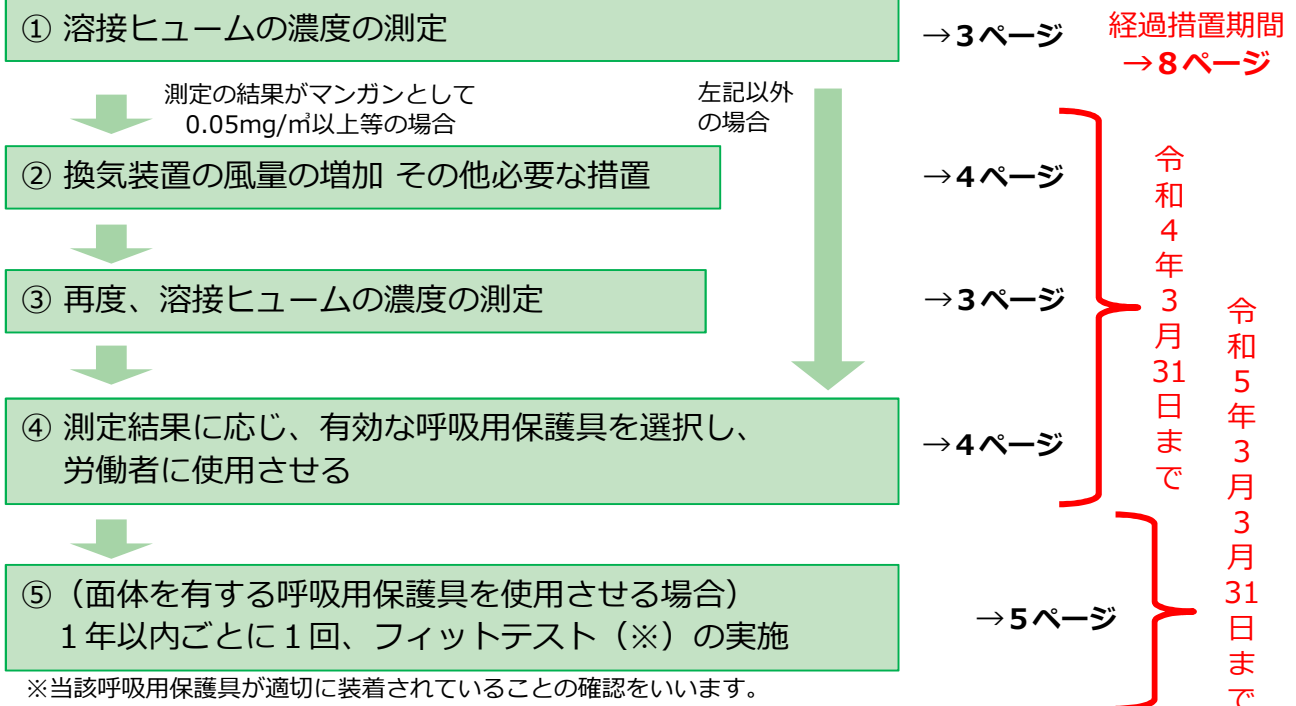 ① 溶接ヒュームの濃度の測定
→3ページ
経過措置期間
→8ページ
測定の結果がマンガンとして
0.05mg/㎥以上等の場合
左記以外
の場合
② 換気装置の風量の増加 その他必要な措置
→4ページ
③ 再度、溶接ヒュームの濃度の測定
→3ページ
④ 測定結果に応じ、有効な呼吸用保護具を選択し、
労働者に使用させる
→4ページ
令和4年3月31日まで
⑤（面体を有する呼吸用保護具を使用させる場合）
１年以内ごとに１回、フィットテスト（※）の実施
→5ページ
令和5年3月3月31日まで
※当該呼吸用保護具が適切に装着されていることの確認をいいます。